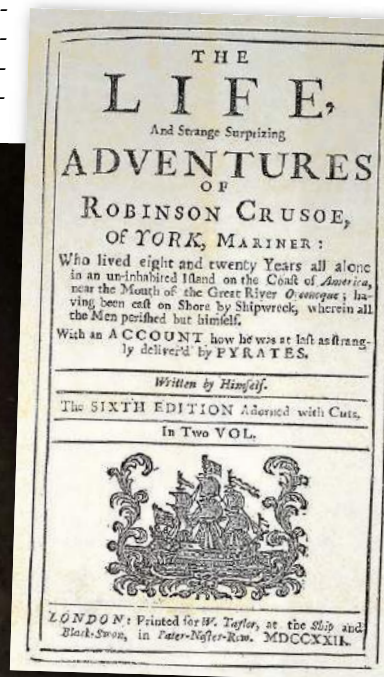 THE
LIFE,
And Strange Surprizing
ADVENTURES
OF
ROBINSON CRUSOE,
Of YORK, MARINER:
Who lived eight and twenty Years all alone
in an un-inhabited Island on the Coast of America,
near the Mouth of the Great River Oroonoque; ha-
ving been cast on Shore by Shipwreck, wherein all
the Men perished but himself.
With an ACCOUNT how he was at last as strang-
ly deliver'd by PYRATES.
Written by Himself.
The SIXTH EDITION Adorned with Cuts.
In Two VOL.
LONDON: Printed for W. Taylor, at the Ship and
Black-Swan, in Pater-Noster-Row. MDCCXXII.